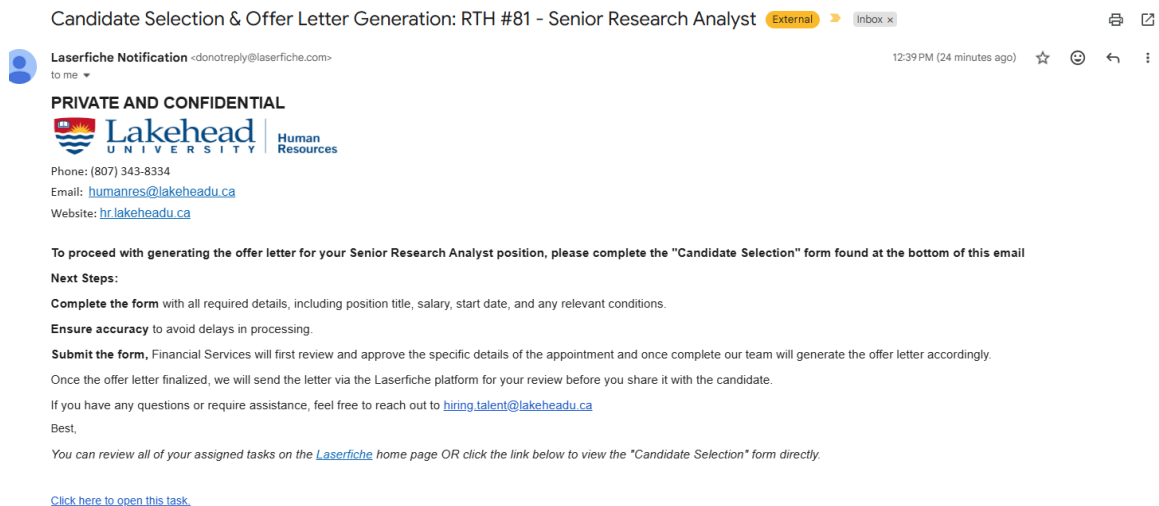 Candidate Selection & Offer Letter Generation: RTH #81 - Senior Research Analyst External Inbox ×
Laserfiche Notification <donotreply@laserfiche.com> 12:39 PM (24 minutes ago)
to me
PRIVATE AND CONFIDENTIAL
Lakehead UNIVERSITY Human Resources
Phone: (807) 343-8334
Email: humanres@lakeheadu.ca
Website: hr.lakeheadu.ca
To proceed with generating the offer letter for your Senior Research Analyst position, please complete the "Candidate Selection" form found at the bottom of this email
Next Steps:
Complete the form with all required details, including position title, salary, start date, and any relevant conditions.
Ensure accuracy to avoid delays in processing.
Submit the form, Financial Services will first review and approve the specific details of the appointment and once complete our team will generate the offer letter accordingly.
Once the offer letter finalized, we will send the letter via the Laserfiche platform for your review before you share it with the candidate.
If you have any questions or require assistance, feel free to reach out to hiring.talent@lakeheadu.ca
Best,
You can review all of your assigned tasks on the Laserfiche home page OR click the link below to view the "Candidate Selection" form directly.
Click here to open this task.